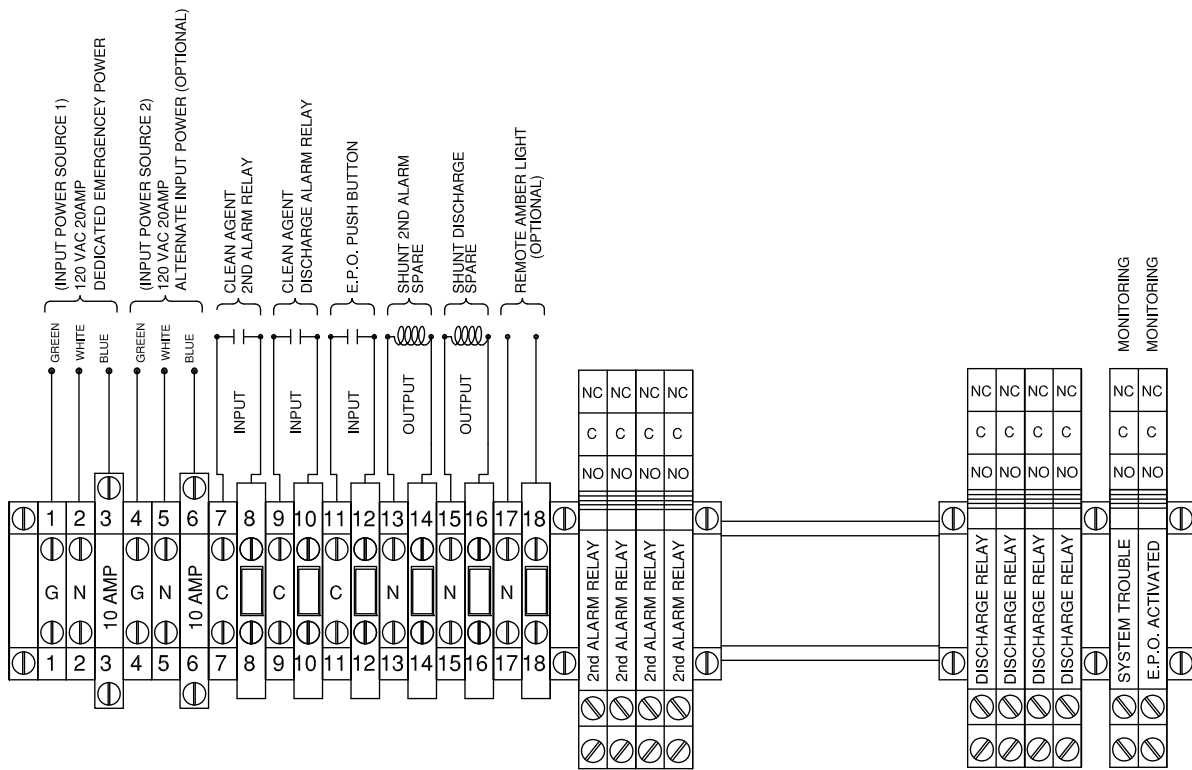 (INPUT POWER SOURCE 1)
120 VAC 20AMP
DEDICATED EMERGENCEY POWER
(INPUT POWER SOURCE 2)
120 VAC 20AMP
ALTERNATE INPUT POWER (OPTIONAL)
CLEAN AGENT
2ND ALARM RELAY
CLEAN AGENT
DISCHARGE ALARM RELAY
E.P.O. PUSH BUTTON
SHUNT 2ND ALARM
SPARE
SHUNT DISCHARGE
SPARE
REMOTE AMBER LIGHT
(OPTIONAL)
MONITORING
MONITORING
GREEN
WHITE
BLUE
GREEN
WHITE
BLUE
INPUT
INPUT
INPUT
OUTPUT
OUTPUT
NC NC NC NC
NC NC NC NC
NC NC
C C C C
C C C C
C C
NO NO NO NO
NO NO NO NO
NO NO
1 2 3 4 5 6 7 8 9 10 11 12 13 14 15 16 17 18
G N 10 AMP G N 10 AMP C C C N N N
2nd ALARM RELAY
2nd ALARM RELAY
2nd ALARM RELAY
2nd ALARM RELAY
DISCHARGE RELAY
DISCHARGE RELAY
DISCHARGE RELAY
DISCHARGE RELAY
SYSTEM TROUBLE
E.P.O. ACTIVATED
1 2 3 4 5 6 7 8 9 10 11 12 13 14 15 16 17 18